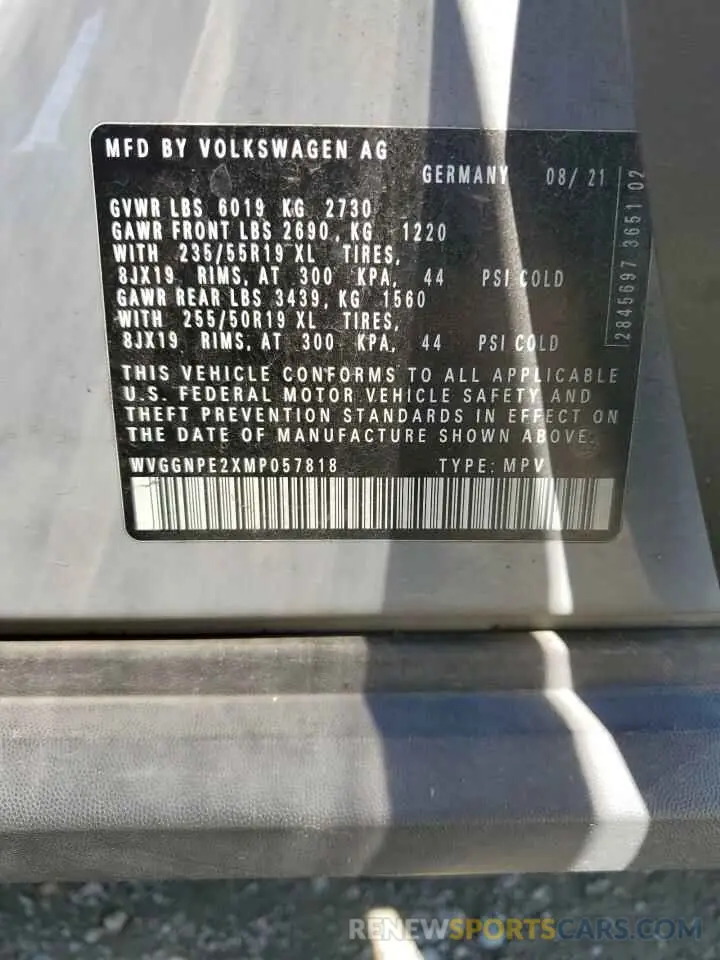 MFD BY VOLKSWAGEN AG
GERMANY 08/ 21
GVWR LBS 6019 KG 2730
GAWR FRONT LBS 2690, KG 1220
WITH 235/55R19 XL TIRES,
8JX19 RIMS, AT 300 KPA, 44 PSI COLD
GAWR REAR LBS 3439, KG 1560
WITH 255/50R19 XL TIRES,
8JX19 RIMS, AT 300 KPA, 44 PSI COLD
THIS VEHICLE CONFORMS TO ALL APPLICABLE
U.S. FEDERAL MOTOR VEHICLE SAFETY AND
THEFT PREVENTION STANDARDS IN EFFECT ON
THE DATE OF MANUFACTURE SHOWN ABOVE.
WVGGNPE2XMP057818 TYPE: MPV
2845697 3651 02
RENEWSPORTSCARS.COM